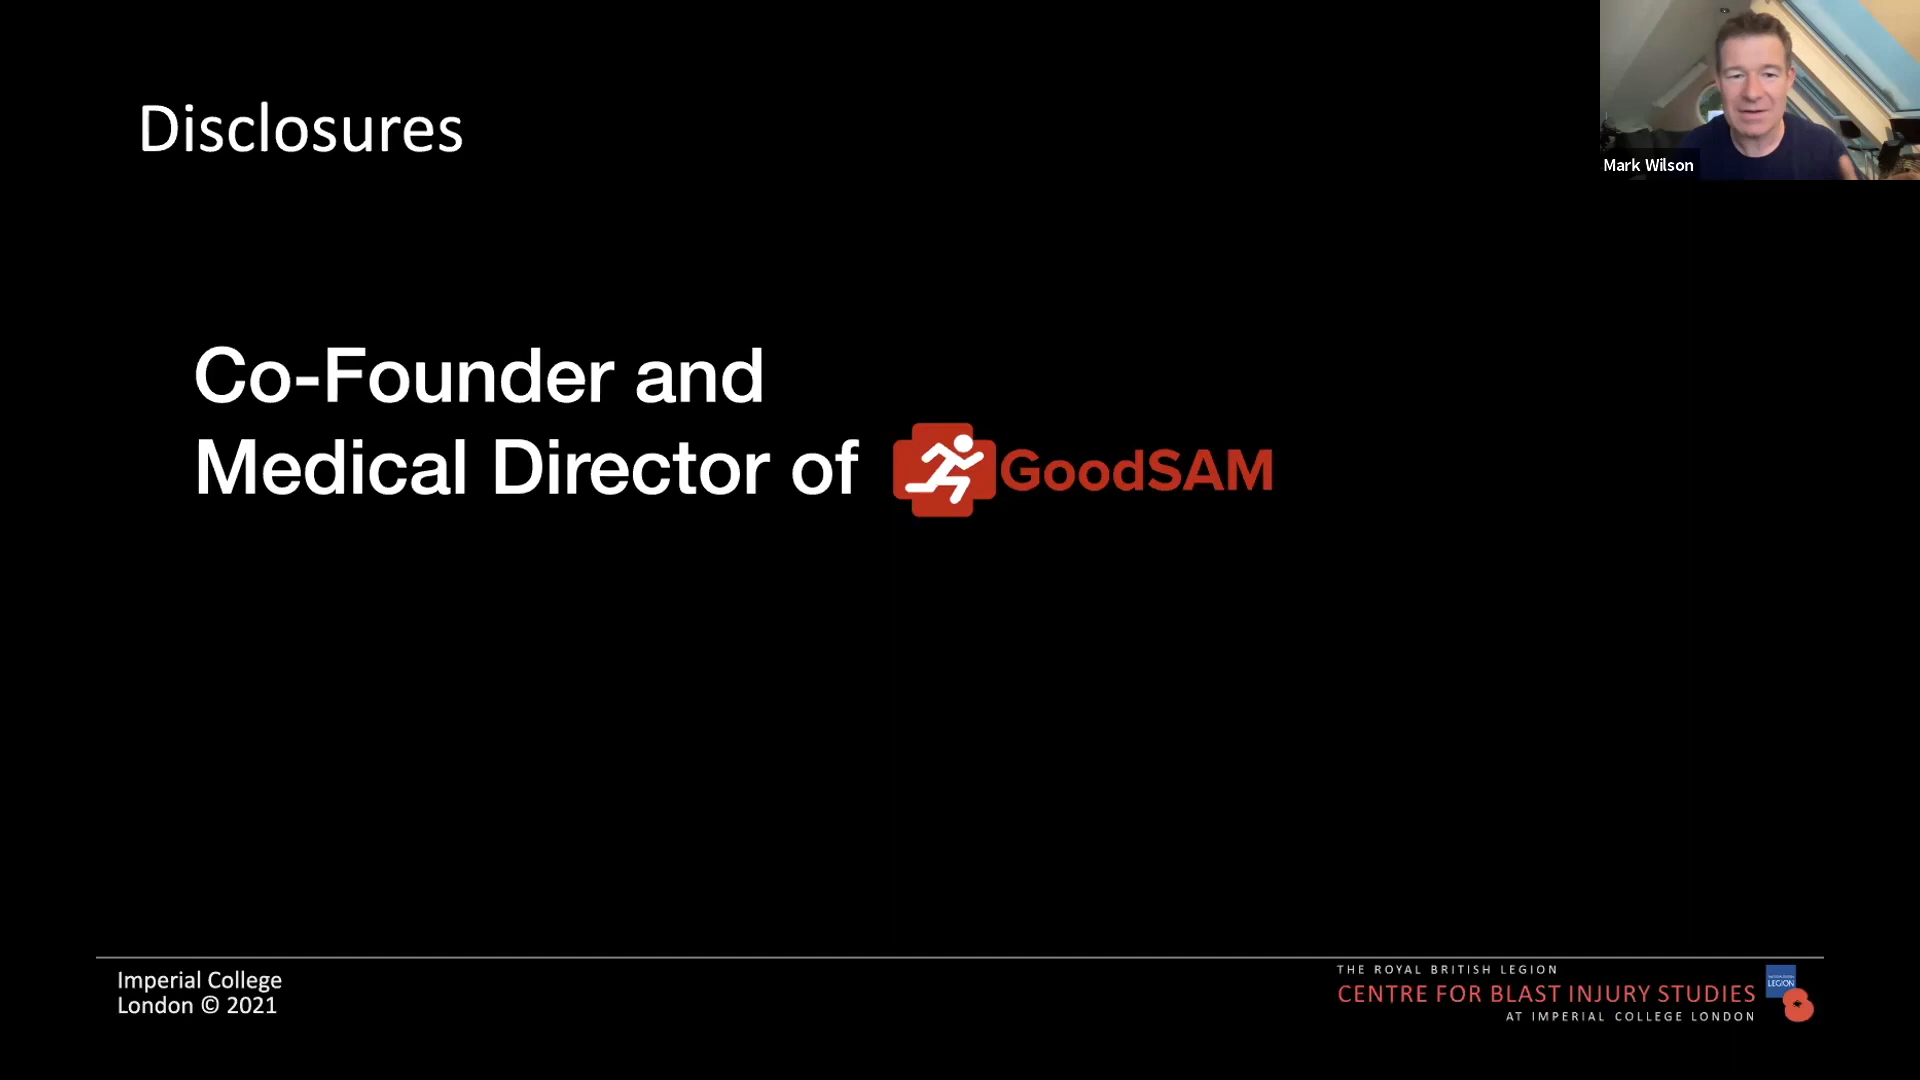 Disclosures
Mark Wilson
Co-Founder and
Medical Director of
GoodSAM
Imperial College
London © 2021
THE ROYAL BRITISH LEGION
CENTRE FOR BLAST INJURY STUDIES
AT IMPERIAL COLLEGE LONDON
LEGION